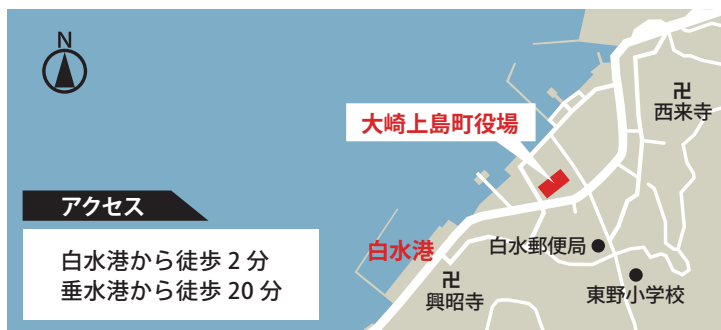 N
卍
西来寺
大崎上島町役場
アクセス
白水港から徒歩 2 分
垂水港から徒歩 20 分
白水港
白水郵便局
卍
興昭寺
東野小学校